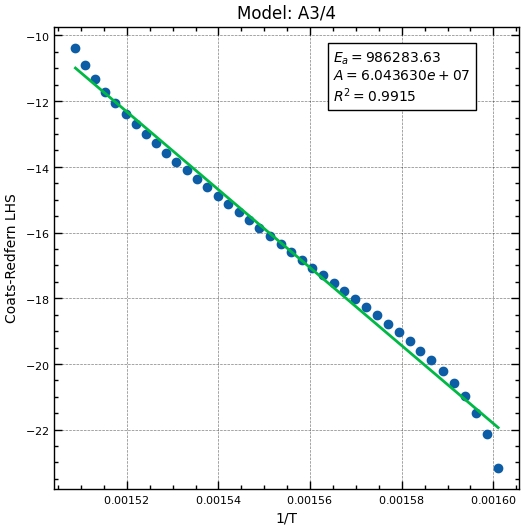 Model: A3/4
−10
−12
−14
−16
−18
−20
−22
Coats-Redfern LHS
E_a = 986283.63
A = 6.043630e + 07
R² = 0.9915
0.00152 0.00154 0.00156 0.00158 0.00160
1/T